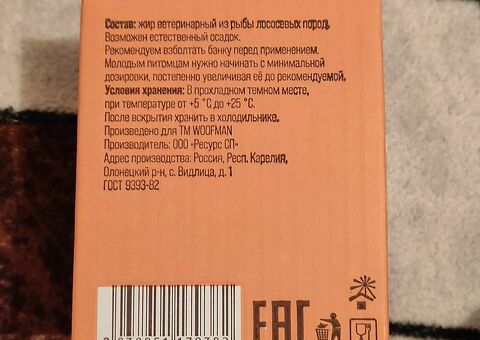 Состав: жир ветеринарный из рыбы лососевых пород.
Возможен естественный осадок.
Рекомендуем взболтать банку перед применением.
Молодым питомцам нужно начинать с минимальной
дозировки, постепенно увеличивая её до рекомендуемой.
Условия хранения: В прохладном темном месте,
при температуре от +5 °С до +25 °С.
После вскрытия хранить в холодильнике.
Произведено для ТМ WOOFMAN
Производитель: ООО «Ресурс СП»
Адрес производства: Россия, Респ. Карелия,
Олонецкий р-н, с. Видлица, д. 1
ГОСТ 9393-82
EAC